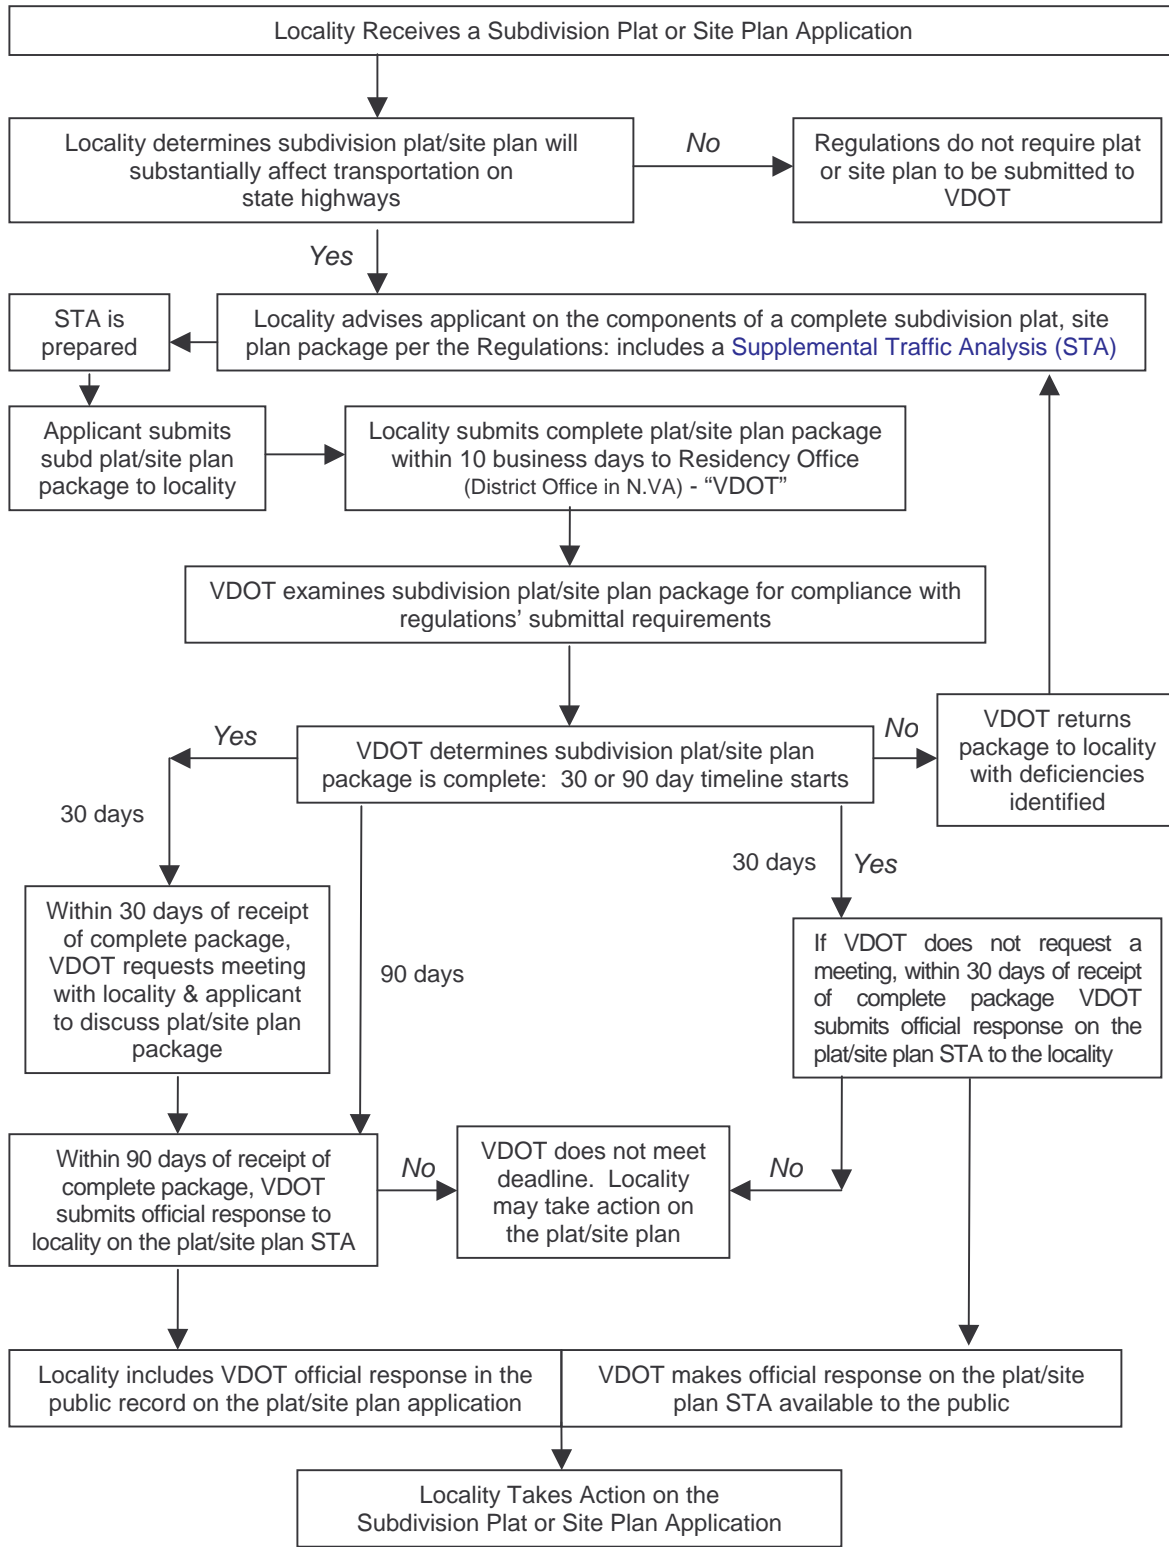 Locality Receives a Subdivision Plat or Site Plan Application
Locality determines subdivision plat/site plan will
substantially affect transportation on
state highways
No
Regulations do not require plat
or site plan to be submitted to
VDOT
Yes
STA is
prepared
Locality advises applicant on the components of a complete subdivision plat, site
plan package per the Regulations: includes a Supplemental Traffic Analysis (STA)
Applicant submits
subd plat/site plan
package to locality
Locality submits complete plat/site plan package
within 10 business days to Residency Office
(District Office in N.VA) - “VDOT”
VDOT examines subdivision plat/site plan package for compliance with
regulations’ submittal requirements
Yes
VDOT determines subdivision plat/site plan
package is complete: 30 or 90 day timeline starts
No
VDOT returns
package to locality
with deficiencies
identified
30 days
90 days
30 days
Yes
Within 30 days of receipt
of complete package,
VDOT requests meeting
with locality & applicant
to discuss plat/site plan
package
If VDOT does not request a
meeting, within 30 days of receipt
of complete package VDOT
submits official response on the
plat/site plan STA to the locality
Within 90 days of receipt of
complete package, VDOT
submits official response to
locality on the plat/site plan STA
No
VDOT does not meet
deadline. Locality
may take action on
the plat/site plan
No
Locality includes VDOT official response in the
public record on the plat/site plan application
VDOT makes official response on the plat/site
plan STA available to the public
Locality Takes Action on the
Subdivision Plat or Site Plan Application